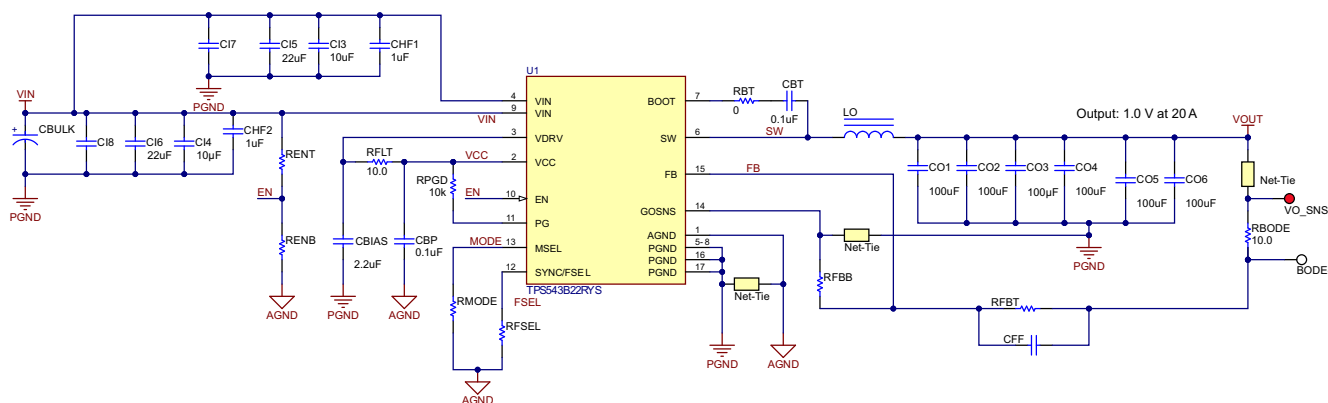 CI7
CI5
22uF
CI3
10uF
CHF1
1uF
PGND
VIN
CBULK
+
CI8
CI6
22uF
CI4
10µF
CHF2
1uF
PGND
RENT
EN
RENB
AGND
VIN
RFLT
10.0
VCC
RPGD
10k
EN
CBIAS
2.2uF
CBP
0.1uF
PGND
AGND
MODE
RMODE
FSEL
RFSEL
AGND
U1
4 VIN BOOT 7
9 VIN
3 VDRV SW 6
2 VCC
FB 15
10 EN
GOSNS 14
11 PG
AGND 1
13 MSEL PGND 5-8
PGND 16
12 SYNC/FSEL PGND 17
TPS543B22RYS
RBT
0
CBT
0.1uF
SW
LO
Output: 1.0 V at 20 A
VOUT
FB
CO1
100uF
CO2
100uF
CO3
100µF
CO4
100uF
CO5
100uF
CO6
100uF
PGND
Net-Tie
VO_SNS
RBODE
10.0
BODE
Net-Tie
RFBB
Net-Tie
PGND
AGND
RFBT
CFF